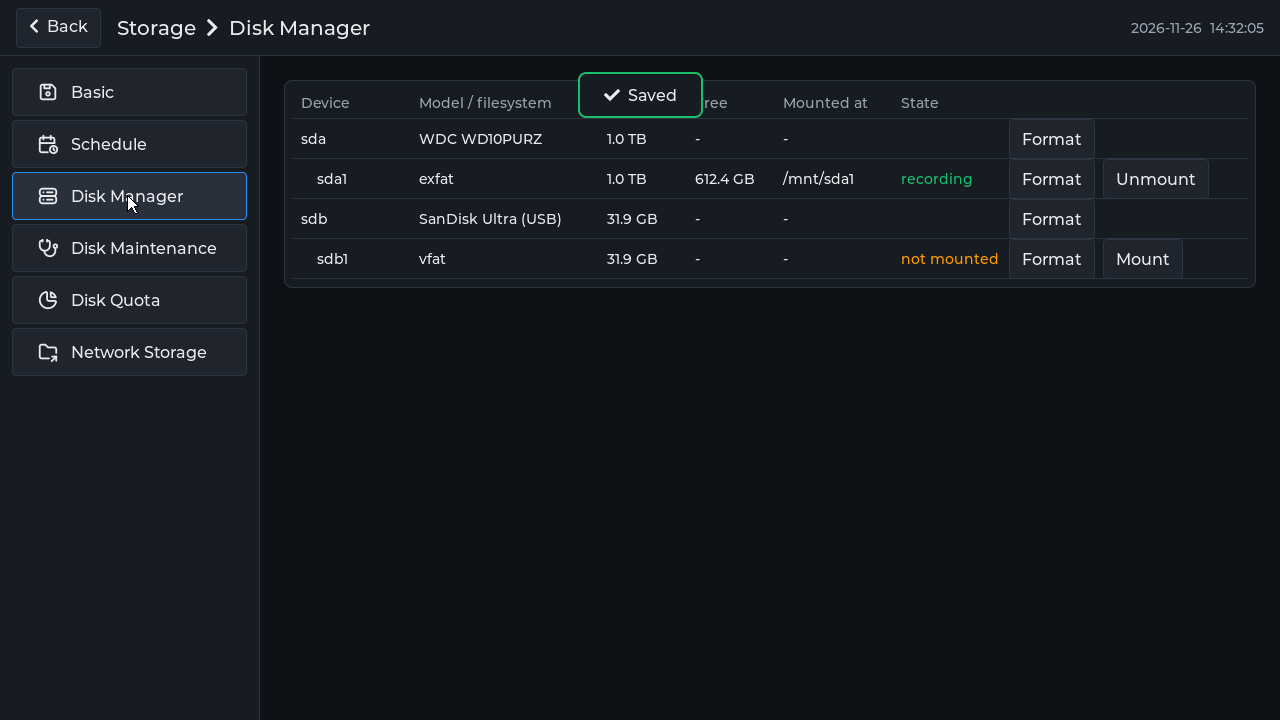 Back
Storage > Disk Manager
2026-11-26 14:32:05
Basic
Schedule
Disk Manager
Disk Maintenance
Disk Quota
Network Storage
Saved
Device Model / filesystem ree Mounted at State
sda WDC WD10PURZ 1.0 TB - - Format
sda1 exfat 1.0 TB 612.4 GB /mnt/sda1 recording Format Unmount
sdb SanDisk Ultra (USB) 31.9 GB - - Format
sdb1 vfat 31.9 GB - - not mounted Format Mount